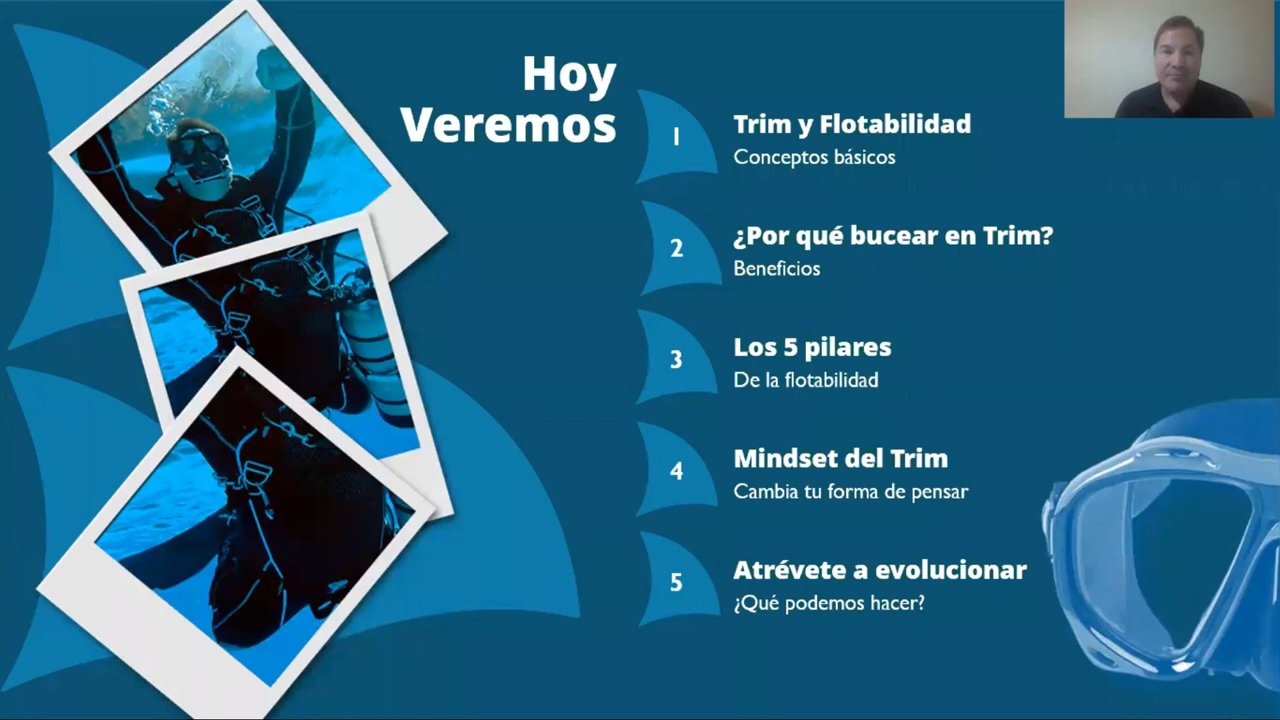 Hoy
Veremos
1
Trim y Flotabilidad
Conceptos básicos
2
¿Por qué bucear en Trim?
Beneficios
3
Los 5 pilares
De la flotabilidad
4
Mindset del Trim
Cambia tu forma de pensar
5
Atrévete a evolucionar
¿Qué podemos hacer?